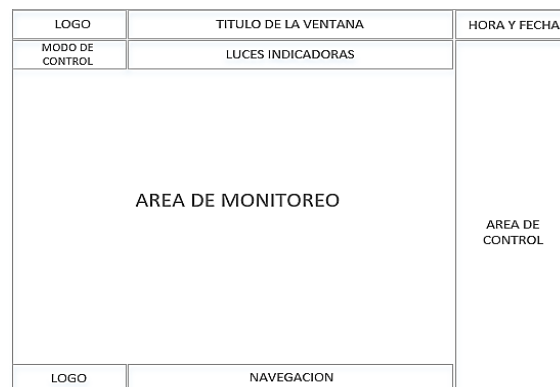 LOGO
TITULO DE LA VENTANA
HORA Y FECHA
MODO DE
CONTROL
LUCES INDICADORAS
AREA DE MONITOREO
AREA DE
CONTROL
LOGO
NAVEGACION